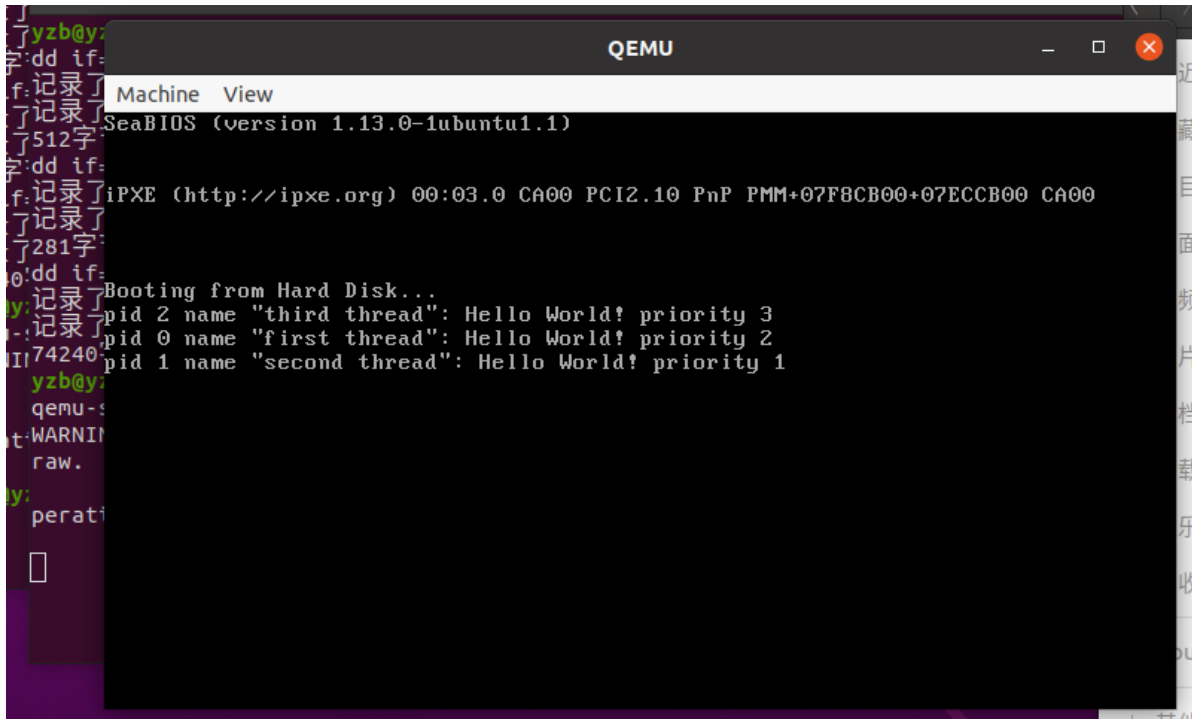 QEMU
Machine View
SeaBIOS (version 1.13.0-1ubuntu1.1)
iPXE (http://ipxe.org) 00:03.0 CA00 PCI2.10 PnP PMM+07F8CB00+07ECCB00 CA00
Booting from Hard Disk...
pid 2 name "third thread": Hello World! priority 3
pid 0 name "first thread": Hello World! priority 2
pid 1 name "second thread": Hello World! priority 1
yzb@yz
dd if=
记录了
记录了
512字
dd if=
记录了
记录了
281字
dd if=
记录了
记录了
74240
yzb@yz
qemu-s
WARNIN
raw.
perati